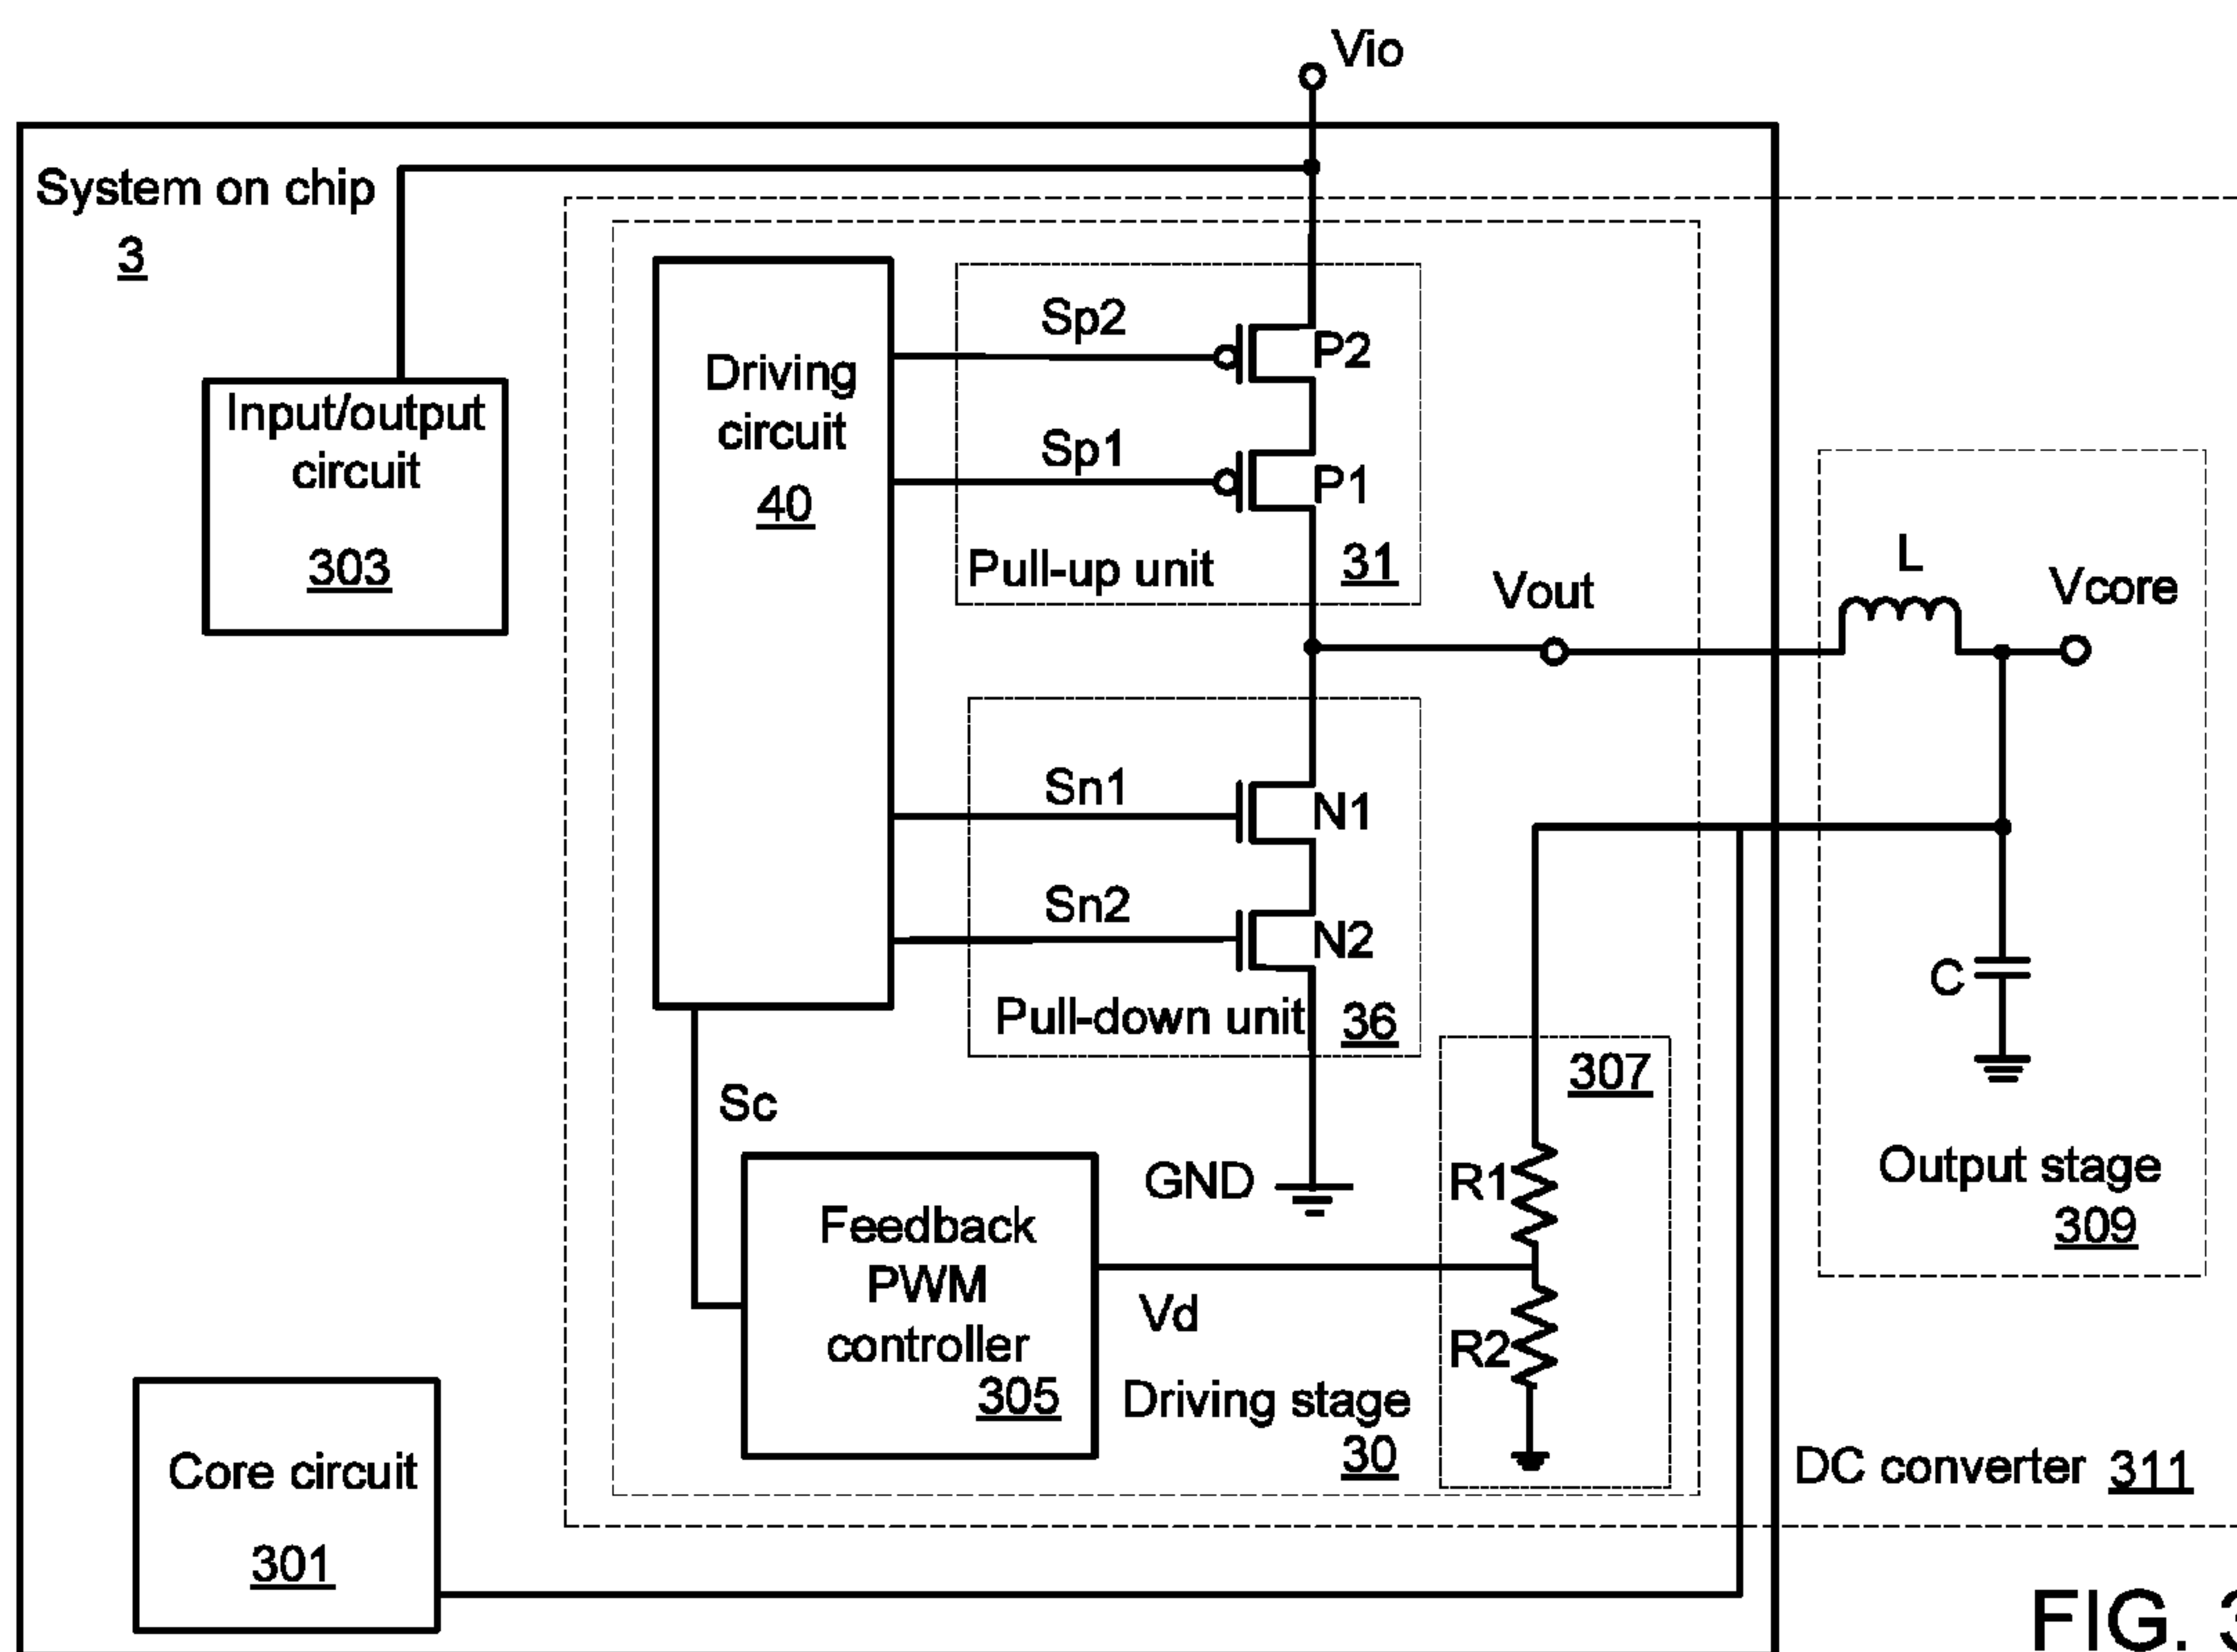 Vio
System on chip
3
Input/output
circuit
303
Driving
circuit
40
Sp2
P2
Sp1
P1
Pull-up unit
31
Vout
L
Vcore
Sn1
N1
Sn2
N2
Pull-down unit
36
C
Output stage
309
Sc
GND
307
R1
R2
Feedback
PWM
controller
305
Vd
Driving stage
30
Core circuit
301
DC converter 311
FIG. 3